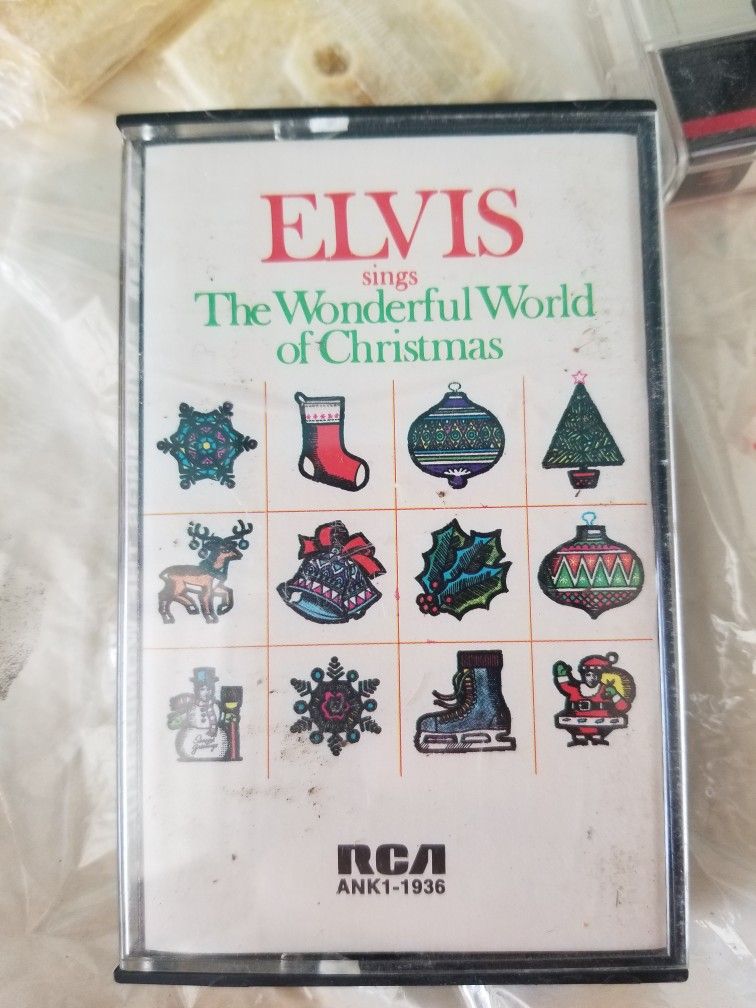 ELVIS
sings
The Wonderful World
of Christmas
RCA
ANK1-1936